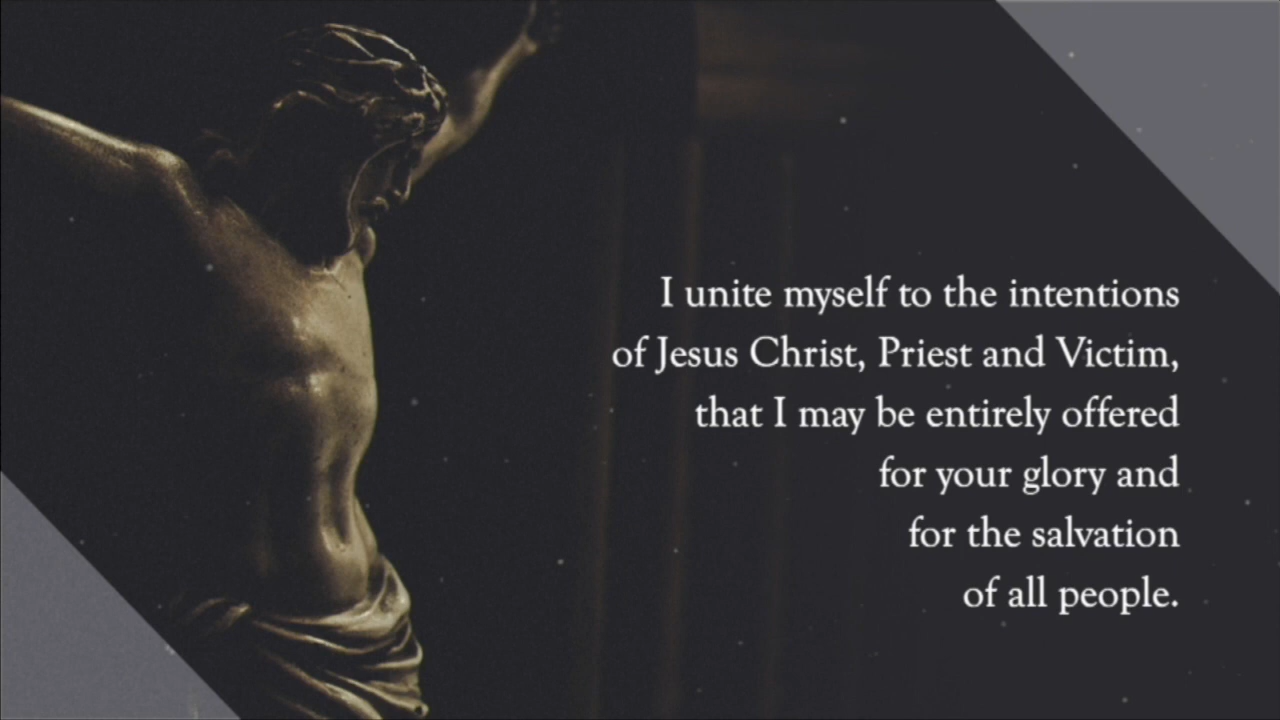 I unite myself to the intentions
of Jesus Christ, Priest and Victim,
that I may be entirely offered
for your glory and
for the salvation
of all people.